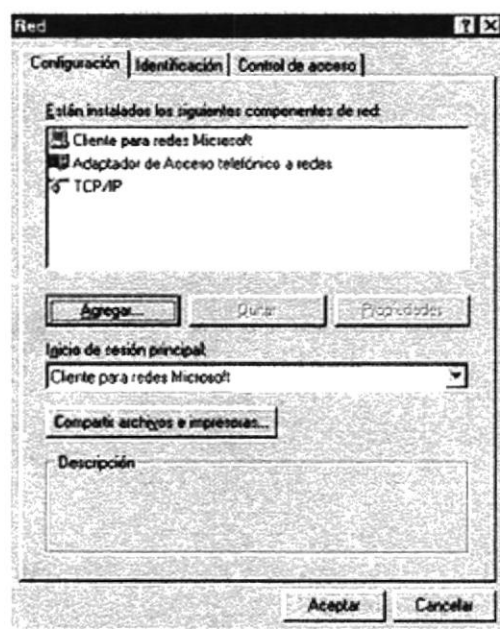 Red
Configuración Identificación Control de acceso
Están instalados los siguientes componentes de red:
Cliente para redes Microsoft
Adaptador de Acceso telefónico a redes
TCP/IP
Agregar... Quitar Propiedades
Inicio de sesión principal:
Cliente para redes Microsoft
Compartir archivos e impresoras...
Descripción
Aceptar Cancelar